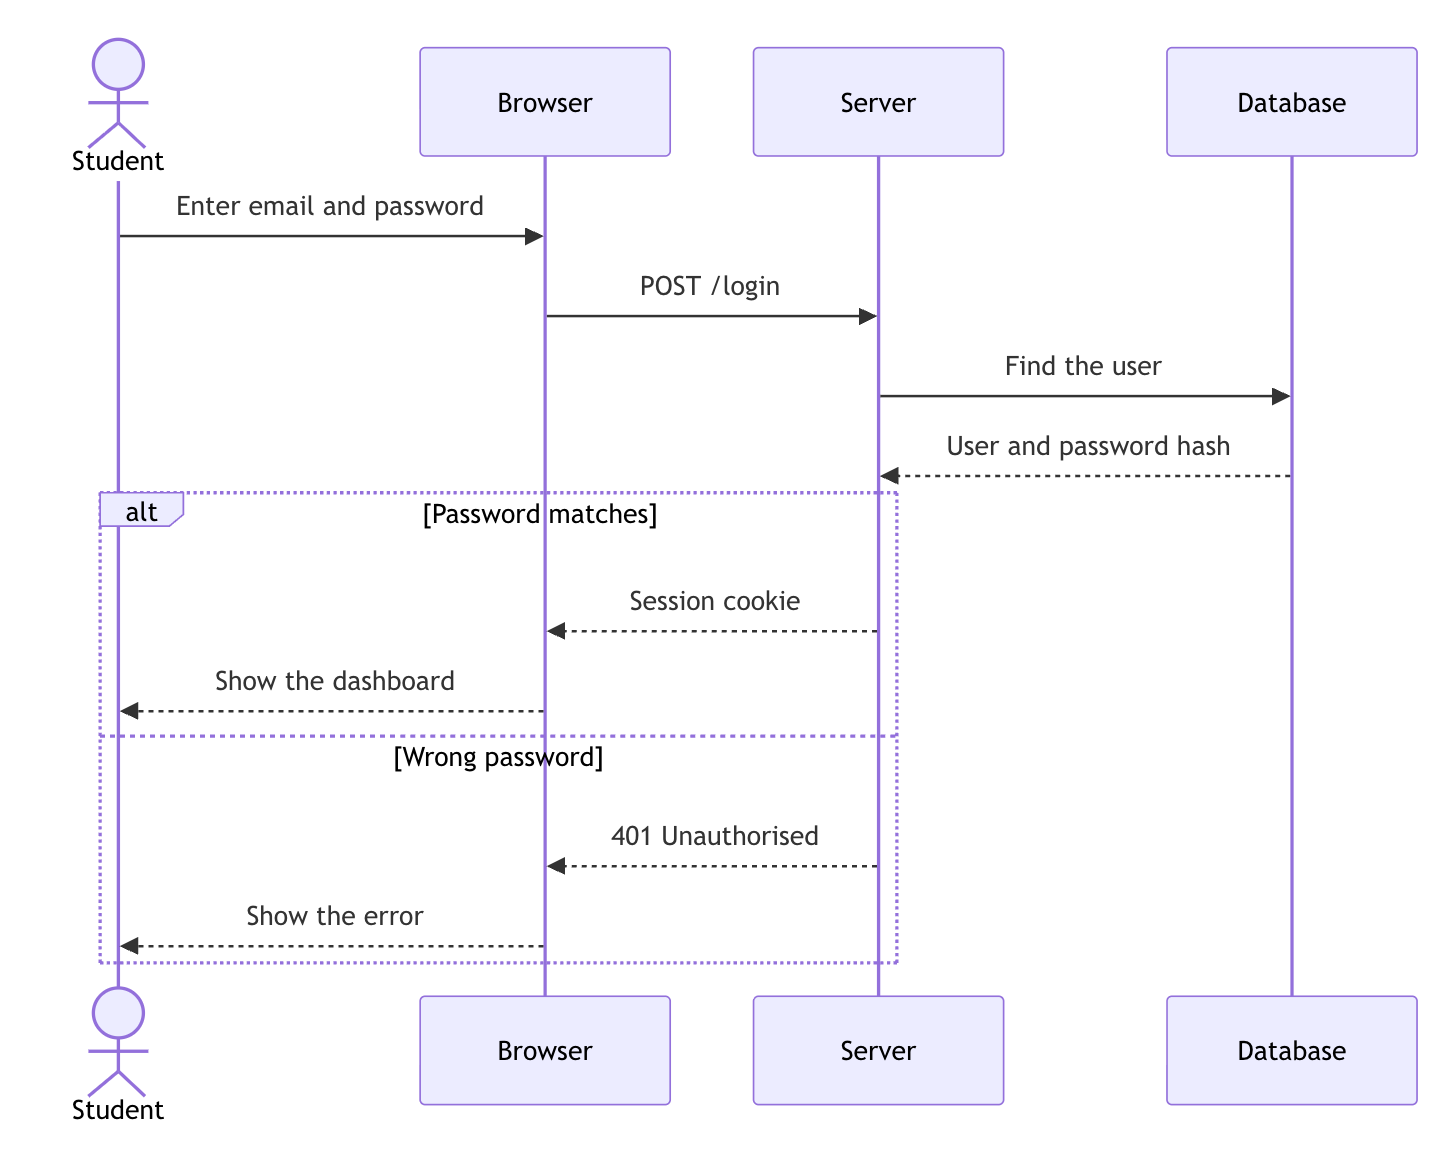 Student
Browser
Server
Database
Enter email and password
POST /login
Find the user
User and password hash
alt
[Password matches]
Session cookie
Show the dashboard
[Wrong password]
401 Unauthorised
Show the error
Student
Browser
Server
Database